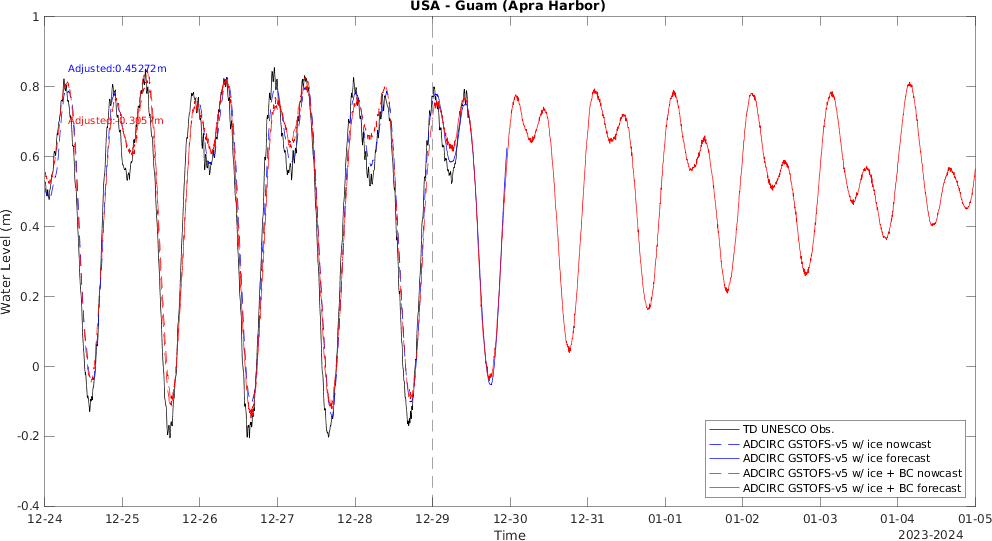 USA - Guam (Apra Harbor)
1
0.8
0.6
0.4
0.2
0
-0.2
-0.4
Water Level (m)
Adjusted:0.45272m
12-24
12-25
12-26
12-27
12-28
12-29
12-30
12-31
01-01
01-02
01-03
01-04
01-05
Time
2023-2024
TD UNESCO Obs.
ADCIRC GSTOFS-v5 w/ ice nowcast
ADCIRC GSTOFS-v5 w/ ice forecast
ADCIRC GSTOFS-v5 w/ ice + BC nowcast
ADCIRC GSTOFS-v5 w/ ice + BC forecast